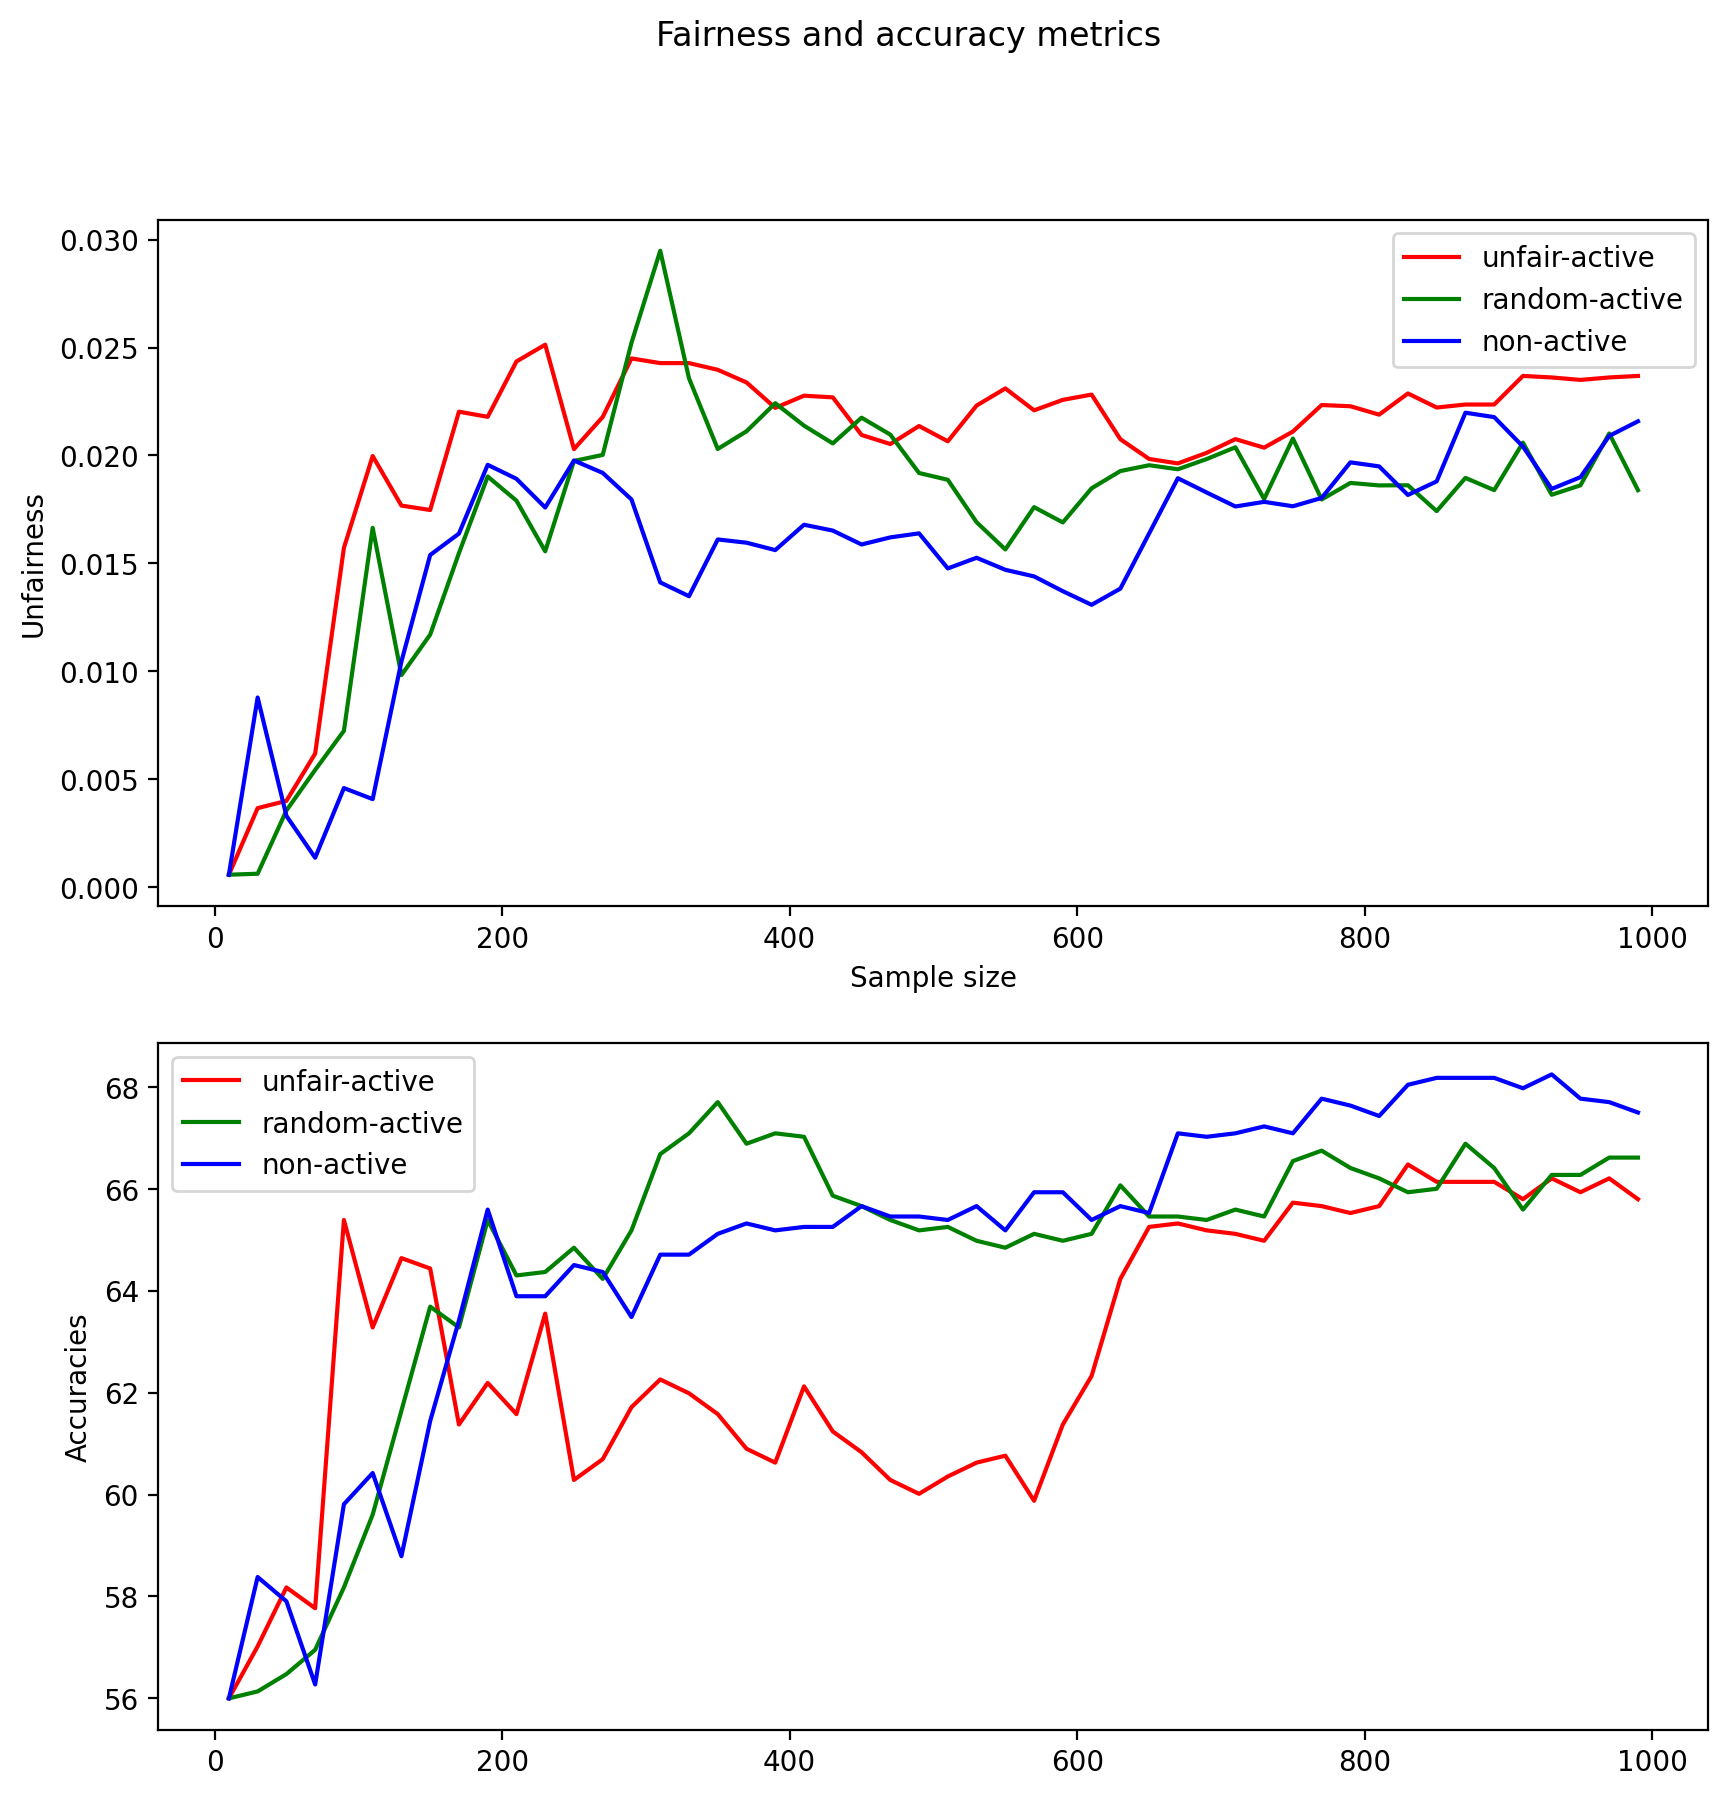 Fairness and accuracy metrics
0.030
0.025
0.020
0.015
0.010
0.005
0.000
Unfairness
unfair-active
random-active
non-active
0 200 400 600 800 1000
Sample size
68
66
64
62
60
58
56
Accuracies
unfair-active
random-active
non-active
0 200 400 600 800 1000